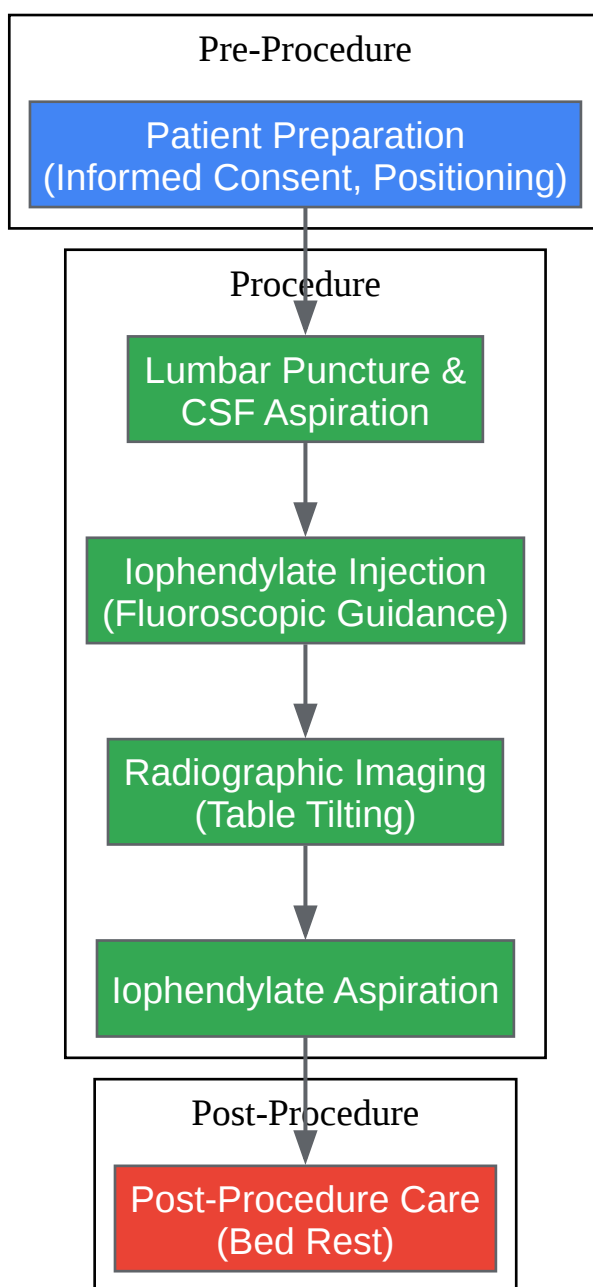 Pre-Procedure
Patient Preparation
(Informed Consent, Positioning)
Procedure
Lumbar Puncture &
CSF Aspiration
Iophendylate Injection
(Fluoroscopic Guidance)
Radiographic Imaging
(Table Tilting)
Iophendylate Aspiration
Post-Procedure
Post-Procedure Care
(Bed Rest)